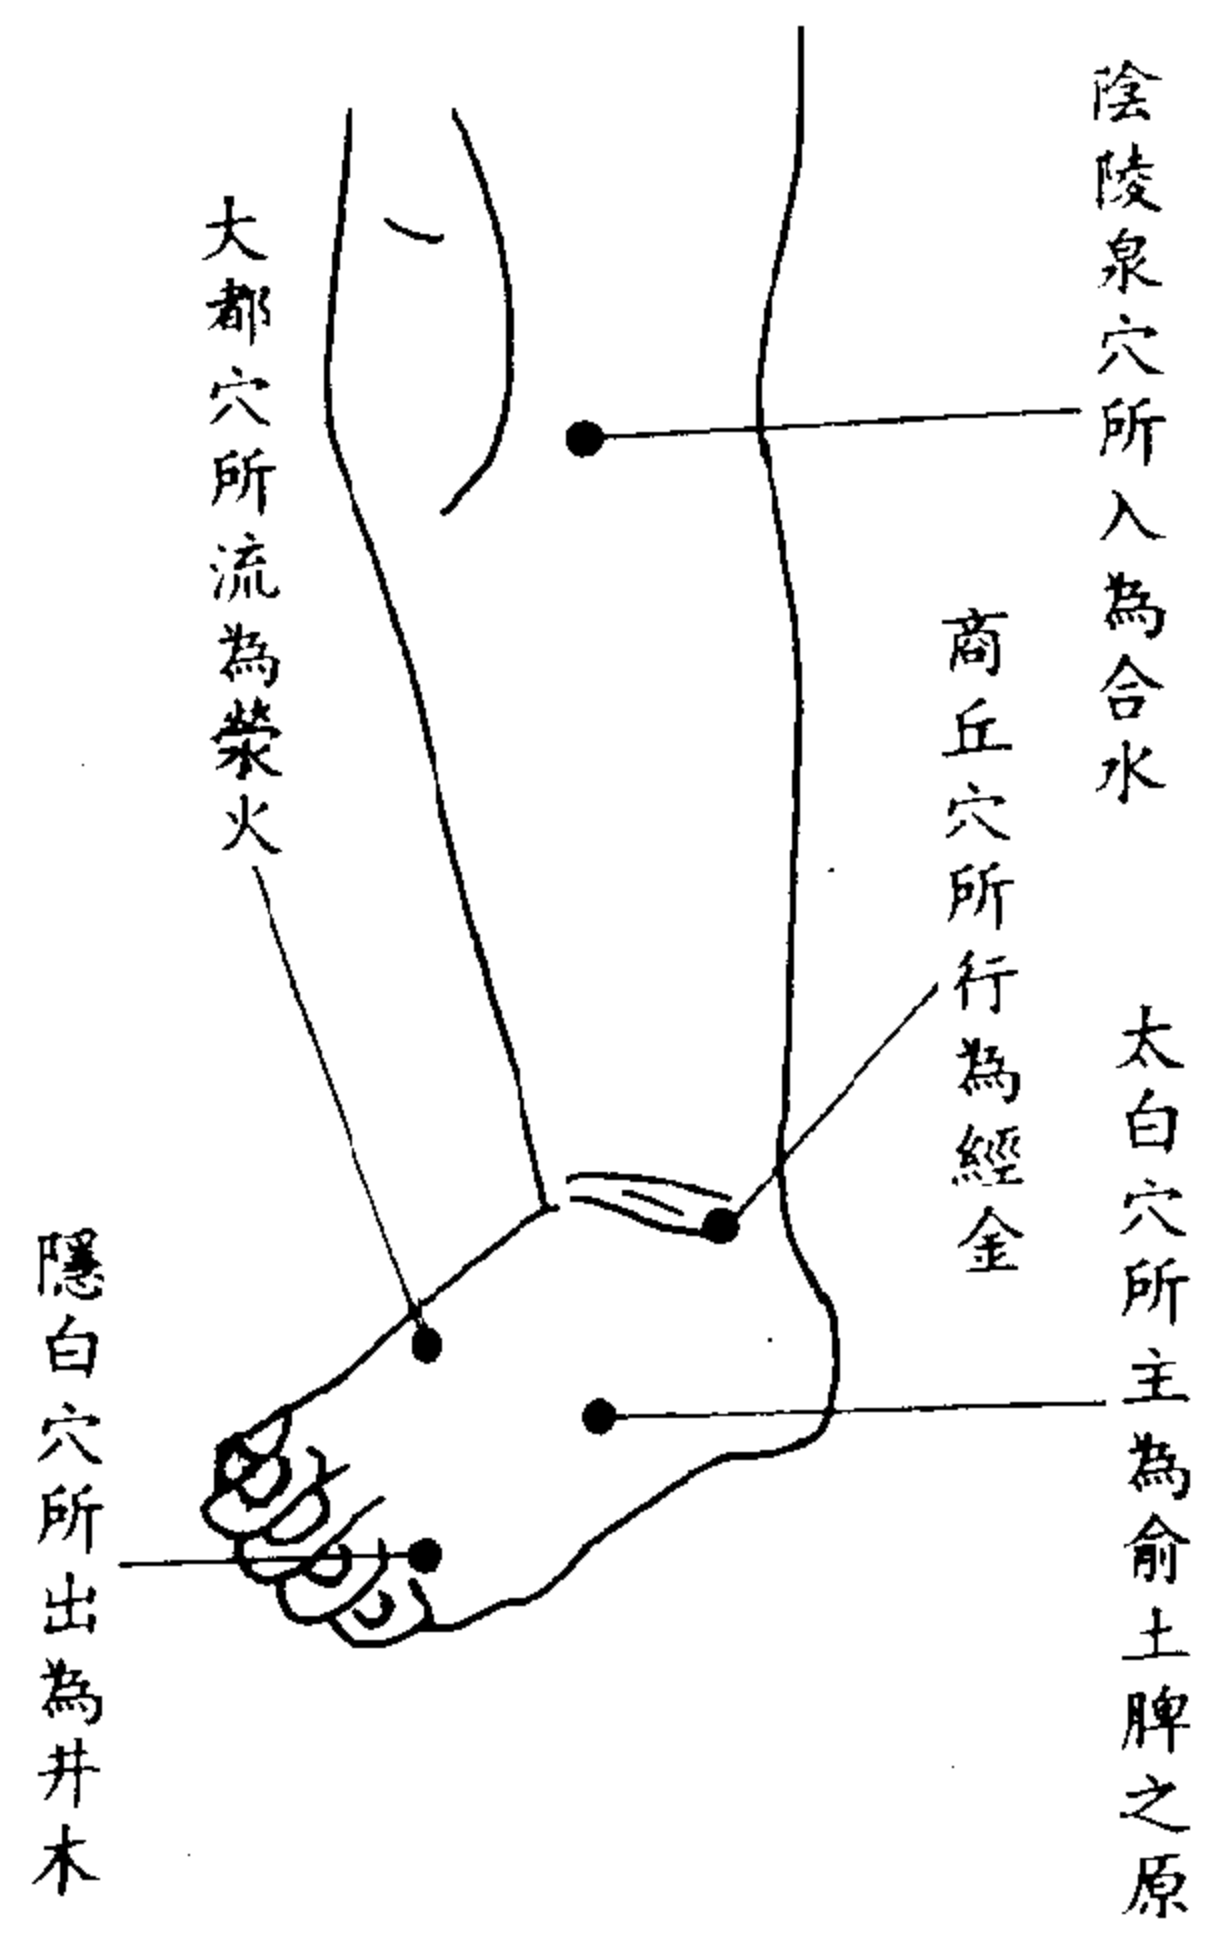 陰陵泉穴所入為合水
太白穴所主為俞土脾之原
商丘穴所行為經金
大都穴所流為滎火
隱白穴所出為井木